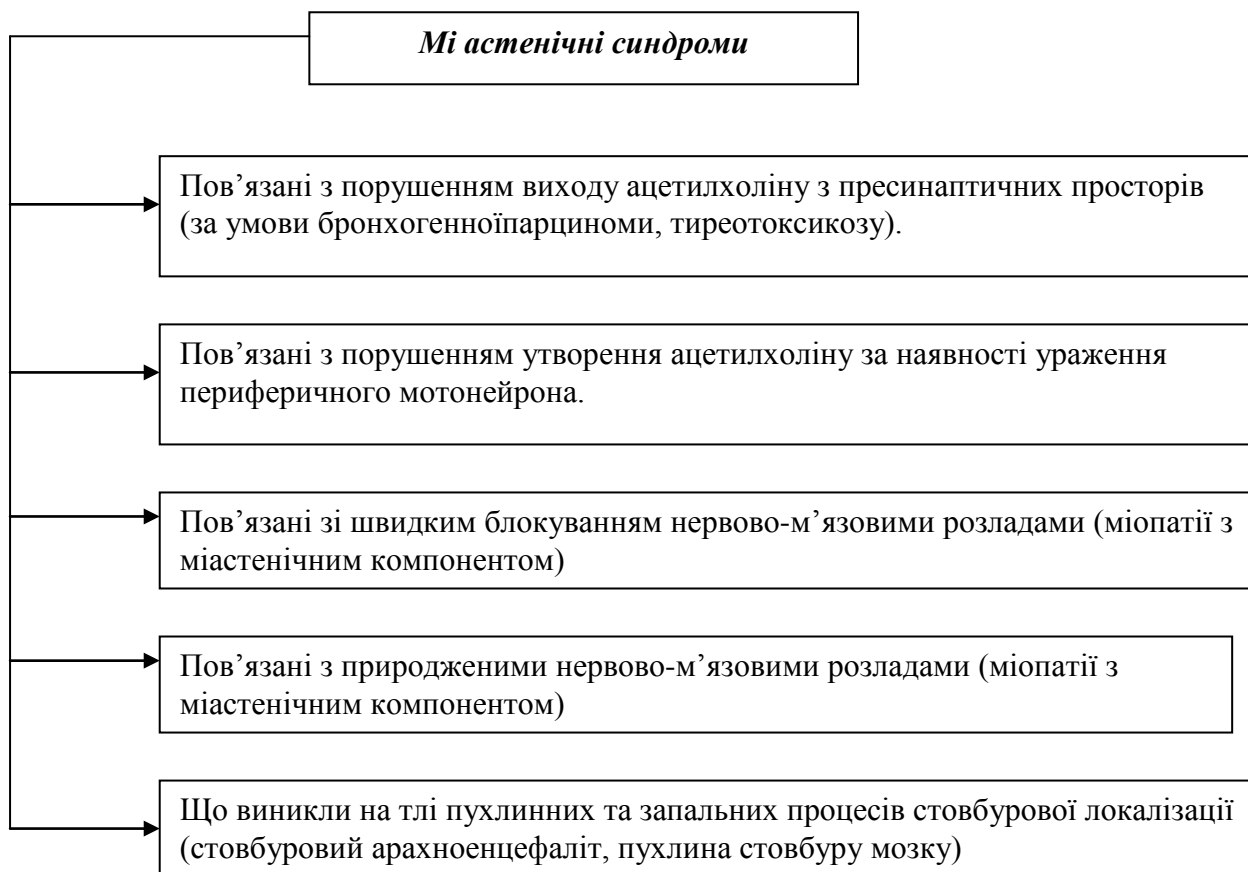 Мі астенічні синдроми
Пов’язані з порушенням виходу ацетилхоліну з пресинаптичних просторів
(за умови бронхогенноїпарциноми, тиреотоксикозу).
Пов’язані з порушенням утворення ацетилхоліну за наявності ураження
периферичного мотонейрона.
Пов’язані зі швидким блокуванням нервово-м’язовими розладами (міопатії з
міастенічним компонентом)
Пов’язані з природженими нервово-м’язовими розладами (міопатії з
міастенічним компонентом)
Що виникли на тлі пухлинних та запальних процесів стовбурової локалізації
(стовбуровий арахноенцефаліт, пухлина стовбуру мозку)